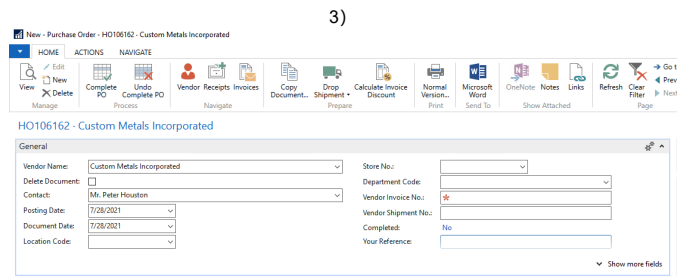 3)
New - Purchase Order - HO106162 - Custom Metals Incorporated
HOME ACTIONS NAVIGATE
View Edit New Delete
Complete PO Undo Complete PO
Vendor Receipts Invoices
Copy Document... Drop Shipment Calculate Invoice Discount
Normal Version...
Microsoft Word
OneNote Notes Links
Refresh Clear Filter Go t Prev Next
Manage Process Navigate Prepare Print Send To Show Attached Page
HO106162 · Custom Metals Incorporated
General
Vendor Name: Custom Metals Incorporated Store No.:
Delete Document: Department Code:
Contact: Mr. Peter Houston Vendor Invoice No.: *
Posting Date: 7/28/2021 Vendor Shipment No.:
Document Date: 7/28/2021 Completed: No
Location Code: Your Reference:
Show more fields